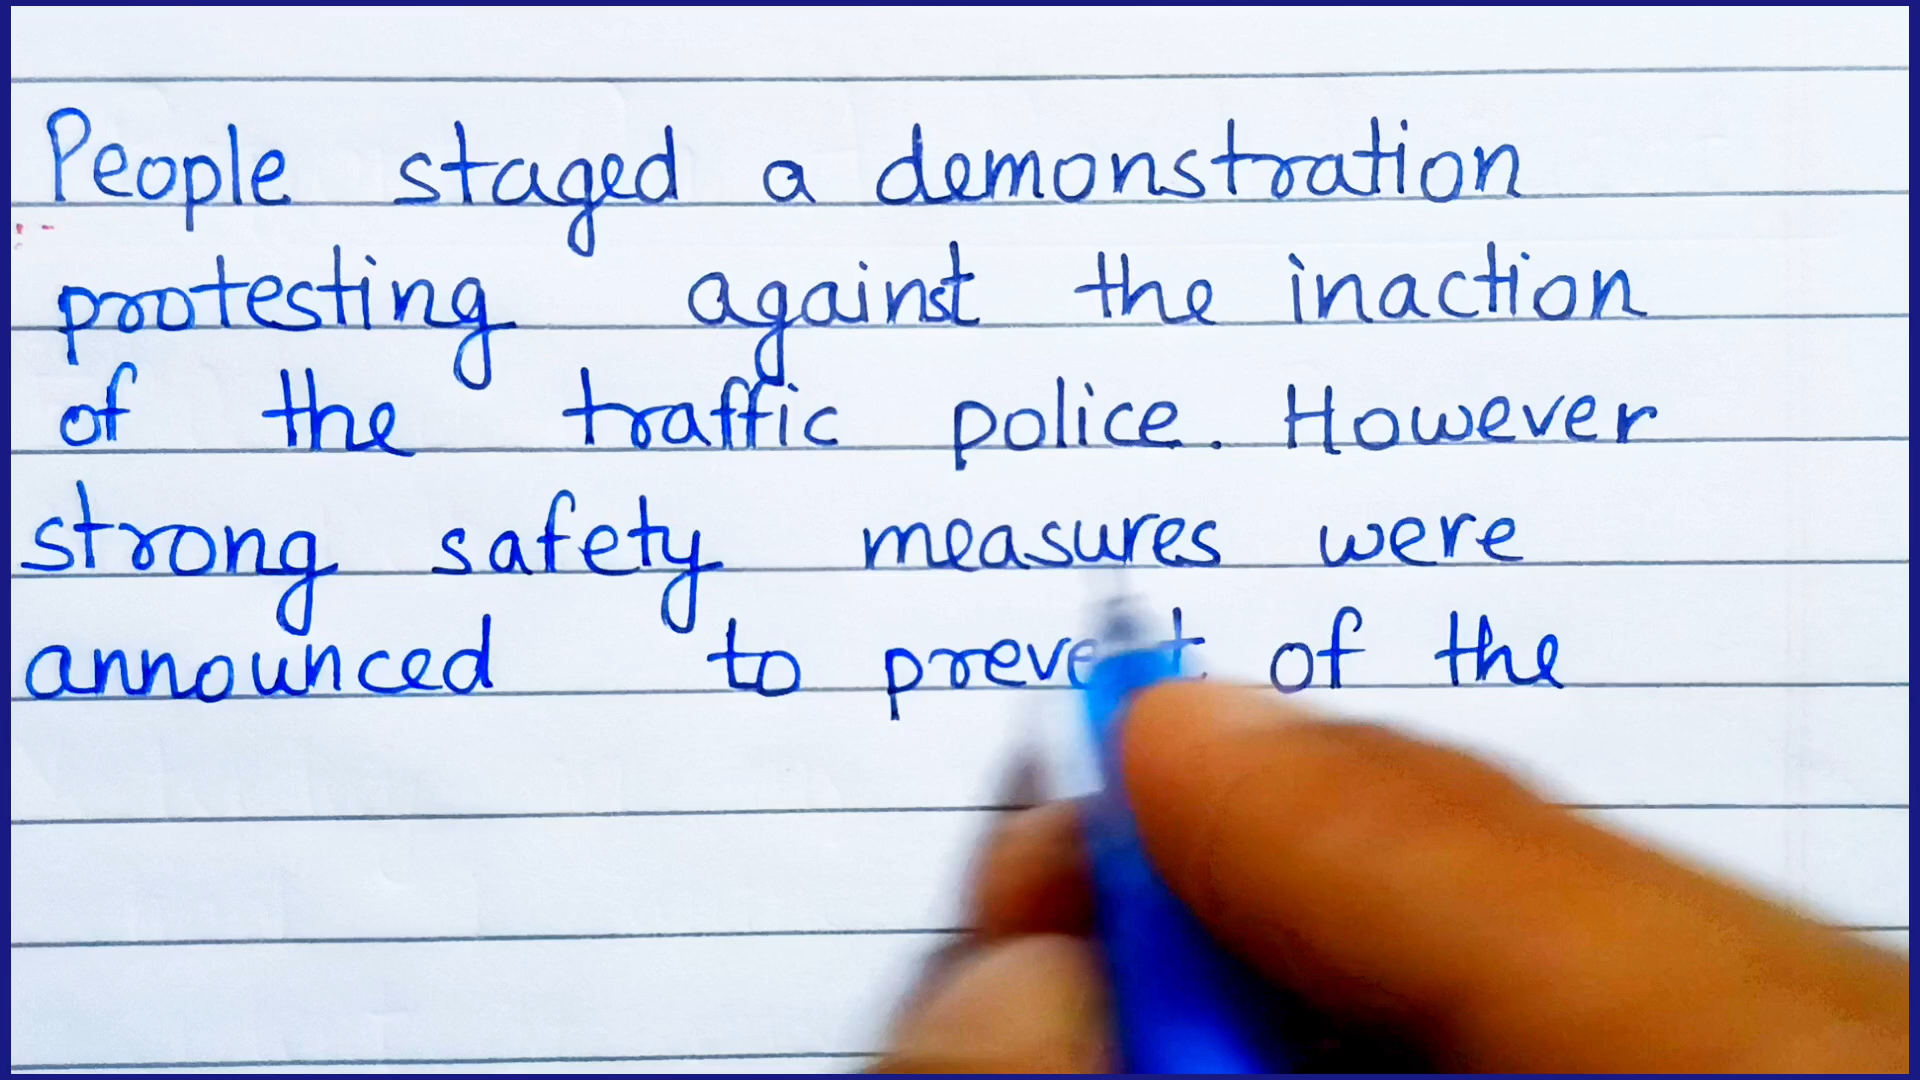 People staged a demonstration
protesting against the inaction
of the traffic police. However
strong safety measures were
announced to of the